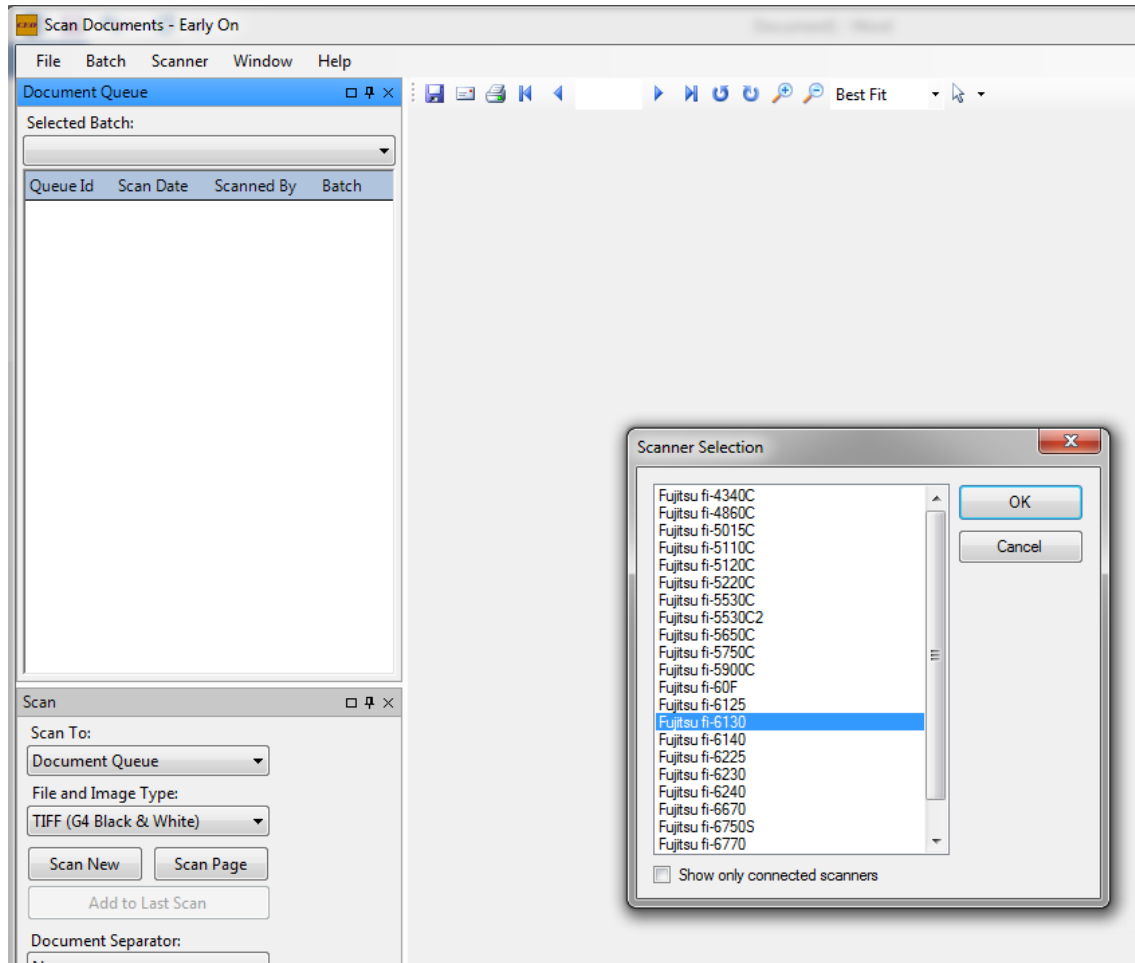 CEO Scan Documents - Early On
File Batch Scanner Window Help
Document Queue
Best Fit
Selected Batch:
Queue Id Scan Date Scanned By Batch
Scanner Selection
Fujitsu fi-4340C
Fujitsu fi-4860C
Fujitsu fi-5015C
Fujitsu fi-5110C
Fujitsu fi-5120C
Fujitsu fi-5220C
Fujitsu fi-5530C
Fujitsu fi-5530C2
Fujitsu fi-5650C
Fujitsu fi-5750C
Fujitsu fi-5900C
Fujitsu fi-60F
Fujitsu fi-6125
Fujitsu fi-6130
Fujitsu fi-6140
Fujitsu fi-6225
Fujitsu fi-6230
Fujitsu fi-6240
Fujitsu fi-6670
Fujitsu fi-6750S
Fujitsu fi-6770
OK
Cancel
Show only connected scanners
Scan
Scan To:
Document Queue
File and Image Type:
TIFF (G4 Black & White)
Scan New Scan Page
Add to Last Scan
Document Separator: